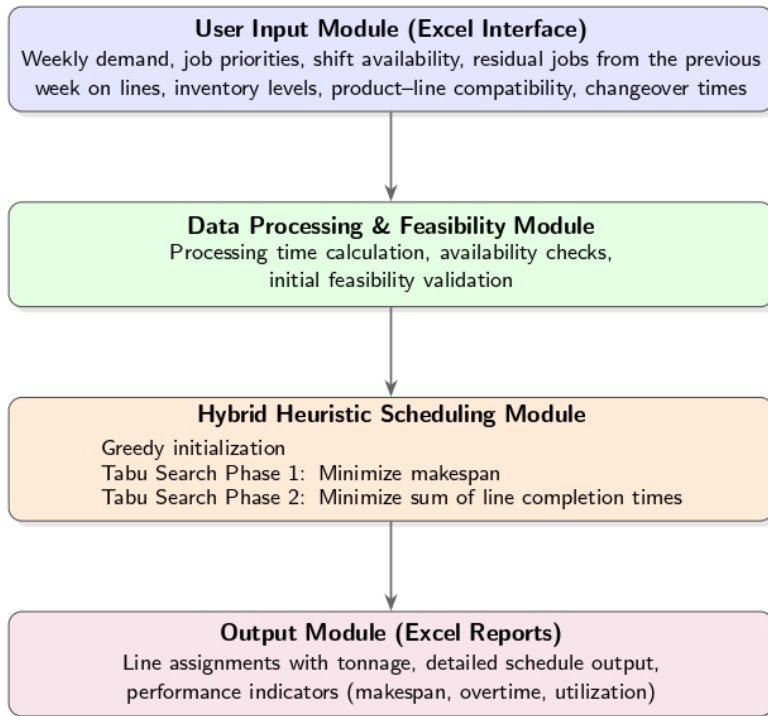 User Input Module (Excel Interface)
Weekly demand, job priorities, shift availability, residual jobs from the previous
week on lines, inventory levels, product–line compatibility, changeover times
Data Processing & Feasibility Module
Processing time calculation, availability checks,
initial feasibility validation
Hybrid Heuristic Scheduling Module
Greedy initialization
Tabu Search Phase 1: Minimize makespan
Tabu Search Phase 2: Minimize sum of line completion times
Output Module (Excel Reports)
Line assignments with tonnage, detailed schedule output,
performance indicators (makespan, overtime, utilization)